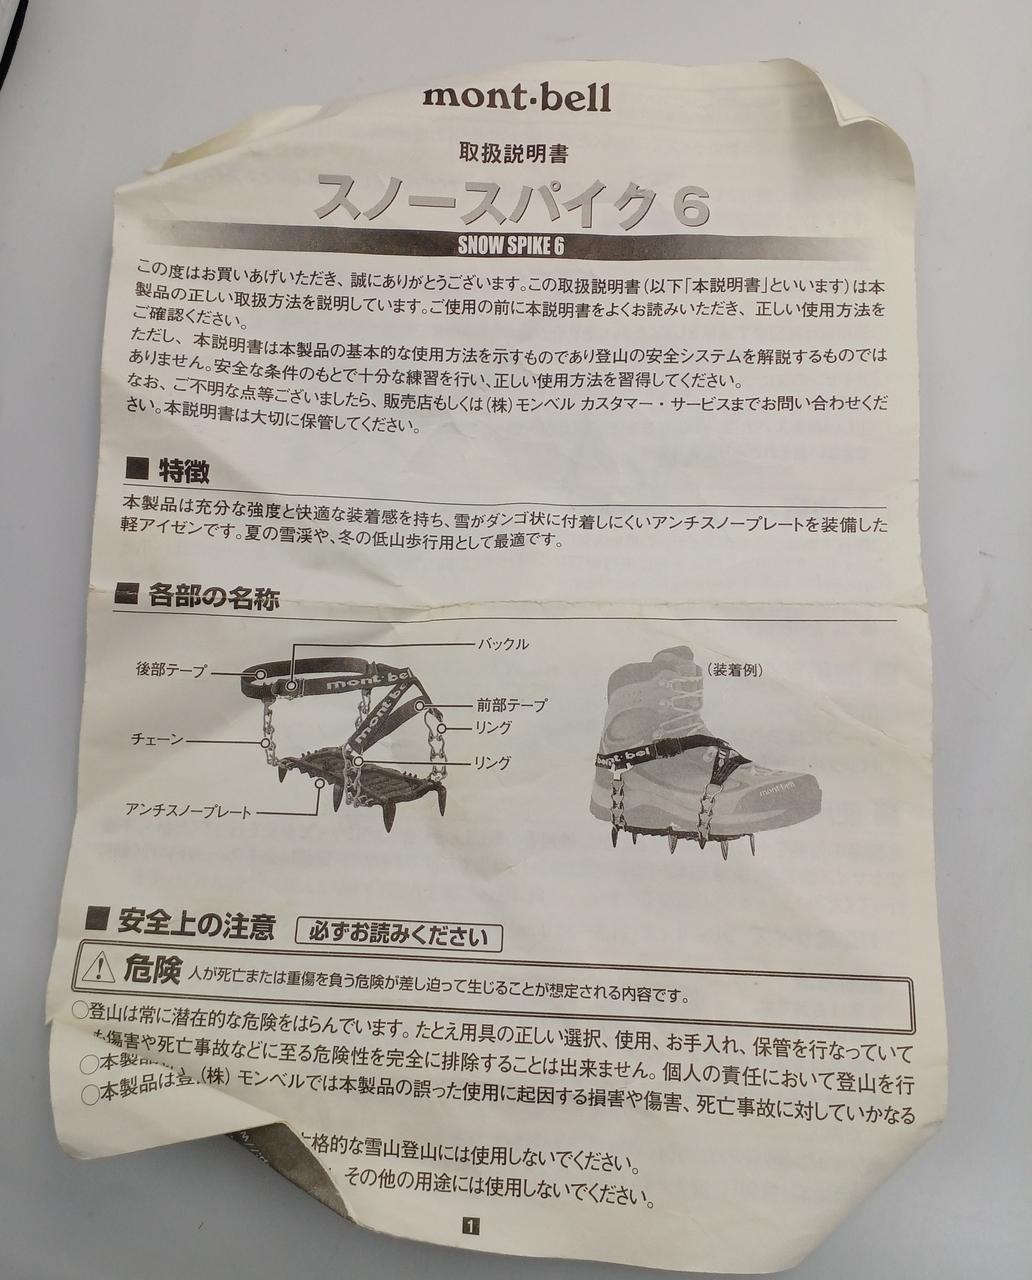 mont-bell
取扱説明書
スノースパイク6
SNOW SPIKE 6
この度はお買いあげいただき、誠にありがとうございます。この取扱説明書(以下「本説明書」といいます)は本
製品の正しい取扱方法を説明しています。ご使用の前に本説明書をよくお読みいただき、正しい使用方法を
ご確認ください。
ただし、本説明書は本製品の基本的な使用方法を示すものであり登山の安全システムを解説するものでは
ありません。安全な条件のもとで十分な練習を行い、正しい使用方法を習得してください。
なお、ご不明な点等ございましたら、販売店もしくは(株)モンベル カスタマー・サービスまでお問い合わせくだ
さい。本説明書は大切に保管してください。
■ 特徴
本製品は充分な強度と快適な装着感を持ち、雪がダンゴ状に付着しにくいアンチスノープレートを装備した
軽アイゼンです。夏の雪渓や、冬の低山歩行用として最適です。
■ 各部の名称
バックル
後部テープ
(装着例)
mont-bel
mont-be
前部テープ
リング
チェーン
リング
アンチスノープレート
mont-bel
mont-bell
■ 安全上の注意 必ずお読みください
危険 人が死亡または重傷を負う危険が差し迫って生じることが想定される内容です。
○登山は常に潜在的な危険をはらんでいます。たとえ用具の正しい選択、使用、お手入れ、保管を行なっていて
傷害や死亡事故などに至る危険性を完全に排除することは出来ません。個人の責任において登山を行
(株)モンベルでは本製品の誤った使用に起因する損害や傷害、死亡事故に対していかなる
○本製品
○本製品は登
格的な雪山登山には使用しないでください。
その他の用途には使用しないでください。
1